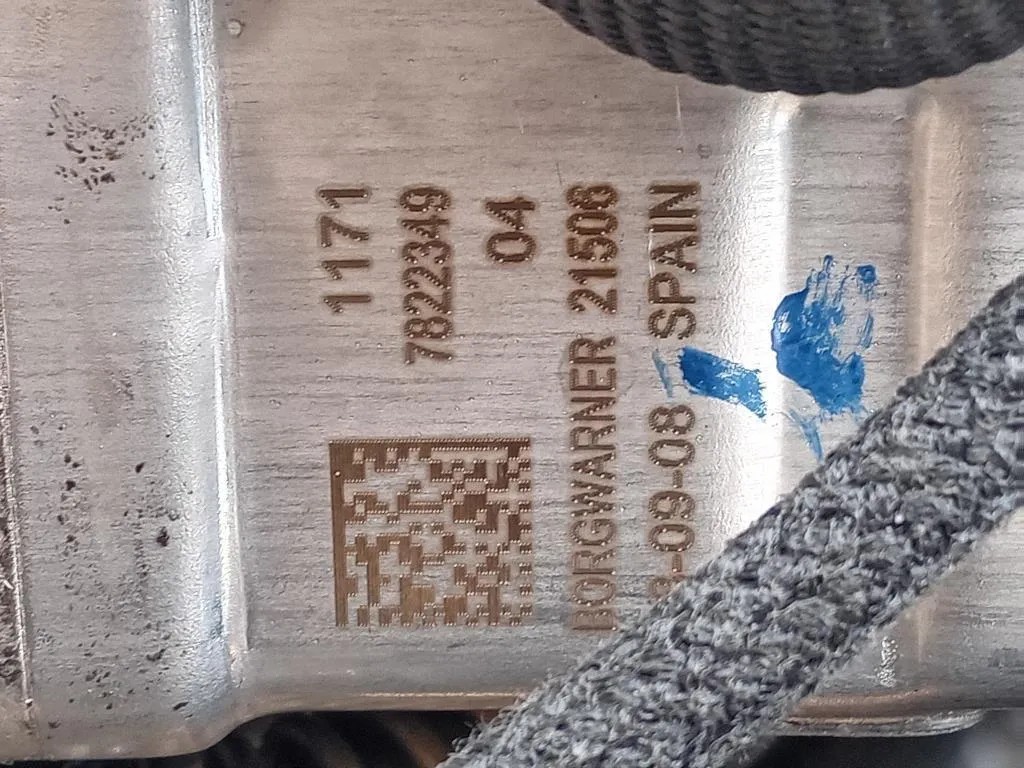 1171
7822349
04
BORGWARNER 21506
-09-08 SPAIN